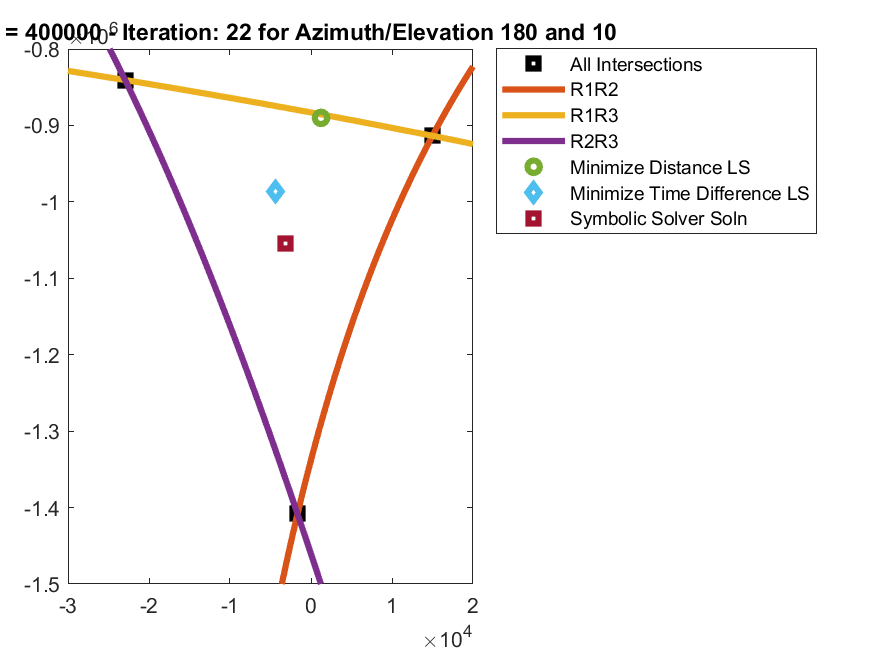 = 400000 - Iteration: 22 for Azimuth/Elevation 180 and 10
×10⁶
-0.8
-0.9
-1
-1.1
-1.2
-1.3
-1.4
-1.5
-3
-2
-1
0
1
2
×10⁴
All Intersections
R1R2
R1R3
R2R3
Minimize Distance LS
Minimize Time Difference LS
Symbolic Solver Soln